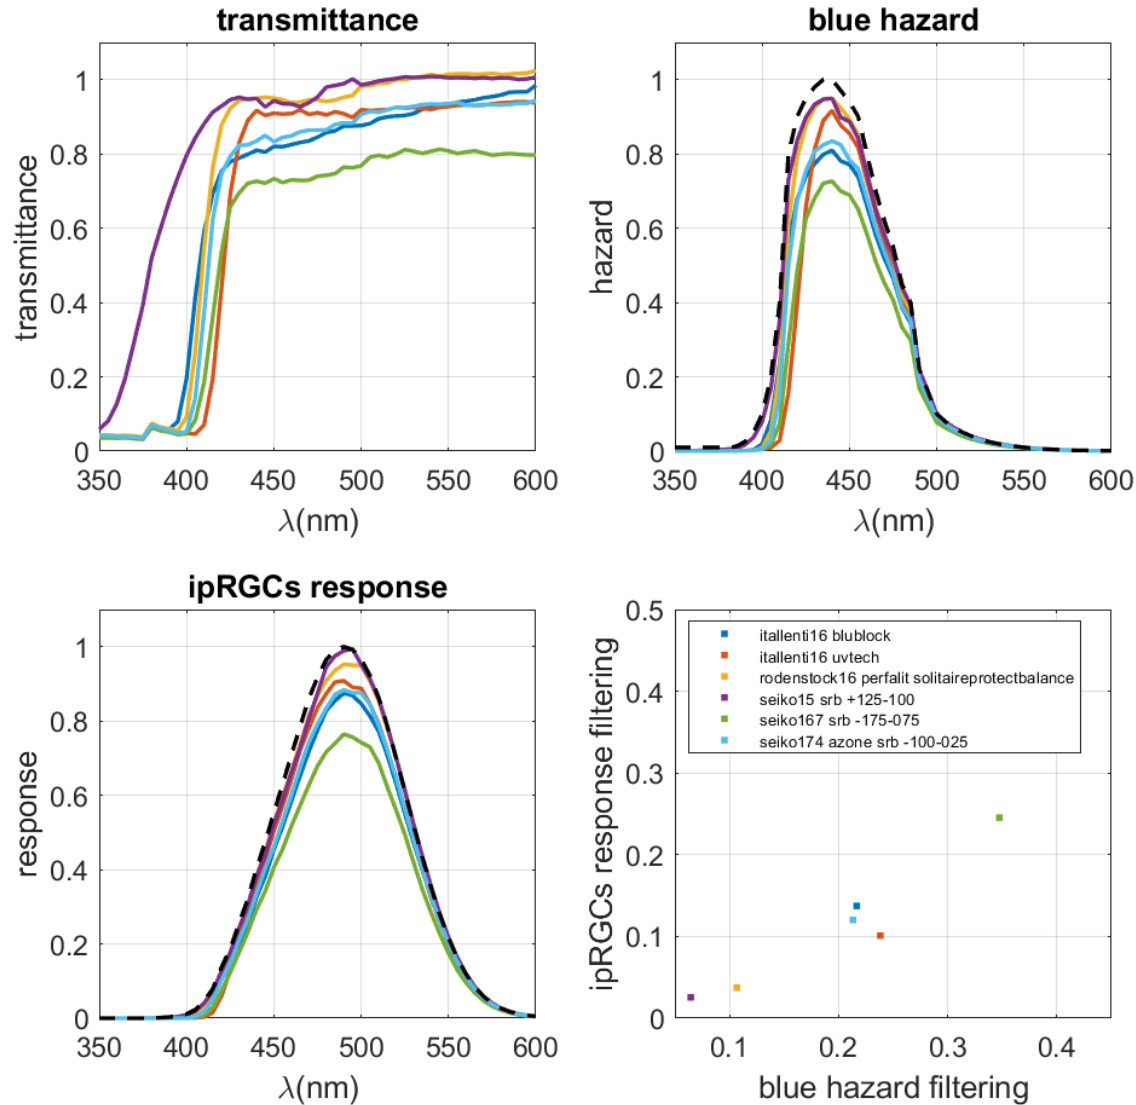 transmittance
transmittance
1
0.8
0.6
0.4
0.2
0
350 400 450 500 550 600
λ(nm)
blue hazard
hazard
1
0.8
0.6
0.4
0.2
0
350 400 450 500 550 600
λ(nm)
ipRGCs response
response
1
0.8
0.6
0.4
0.2
0
350 400 450 500 550 600
λ(nm)
ipRGCs response filtering
0.5
0.4
0.3
0.2
0.1
0
itallenti16 blublock
itallenti16 uvtech
rodenstock16 perfalit solitaireprotectbalance
seiko15 srb +125-100
seiko167 srb -175-075
seiko174 azone srb -100-025
0.1 0.2 0.3 0.4
blue hazard filtering